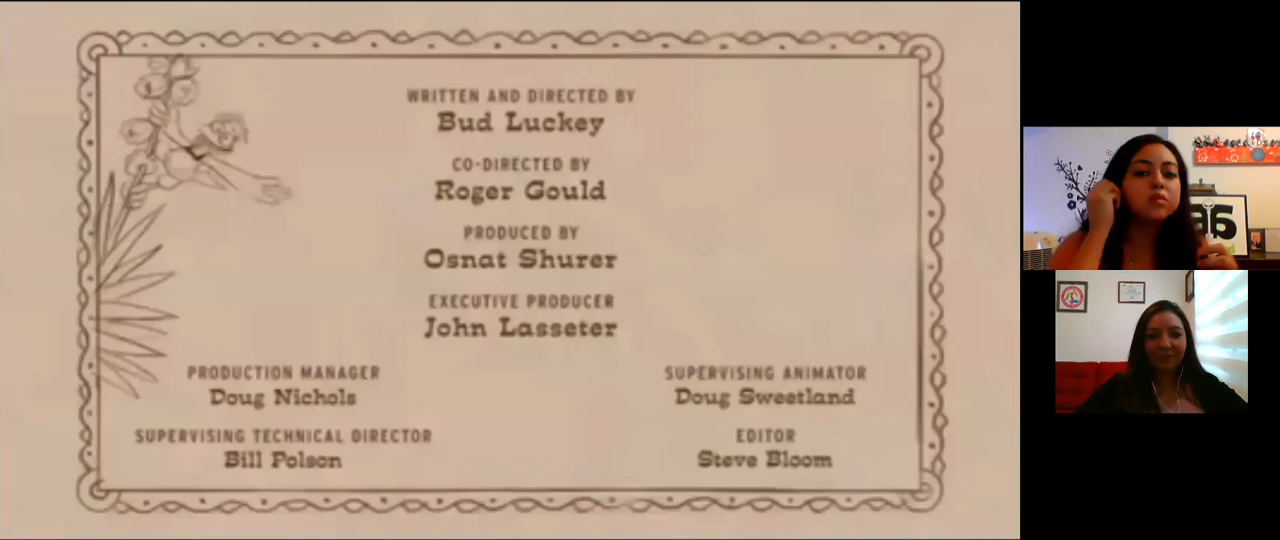 WRITTEN AND DIRECTED BY
Bud Luckey
CO-DIRECTED BY
Roger Gould
PRODUCED BY
Osnat Shurer
EXECUTIVE PRODUCER
John Lasseter
PRODUCTION MANAGER
Doug Nichols
SUPERVISING ANIMATOR
Doug Sweetland
SUPERVISING TECHNICAL DIRECTOR
Bill Polson
EDITOR
Steve Bloom